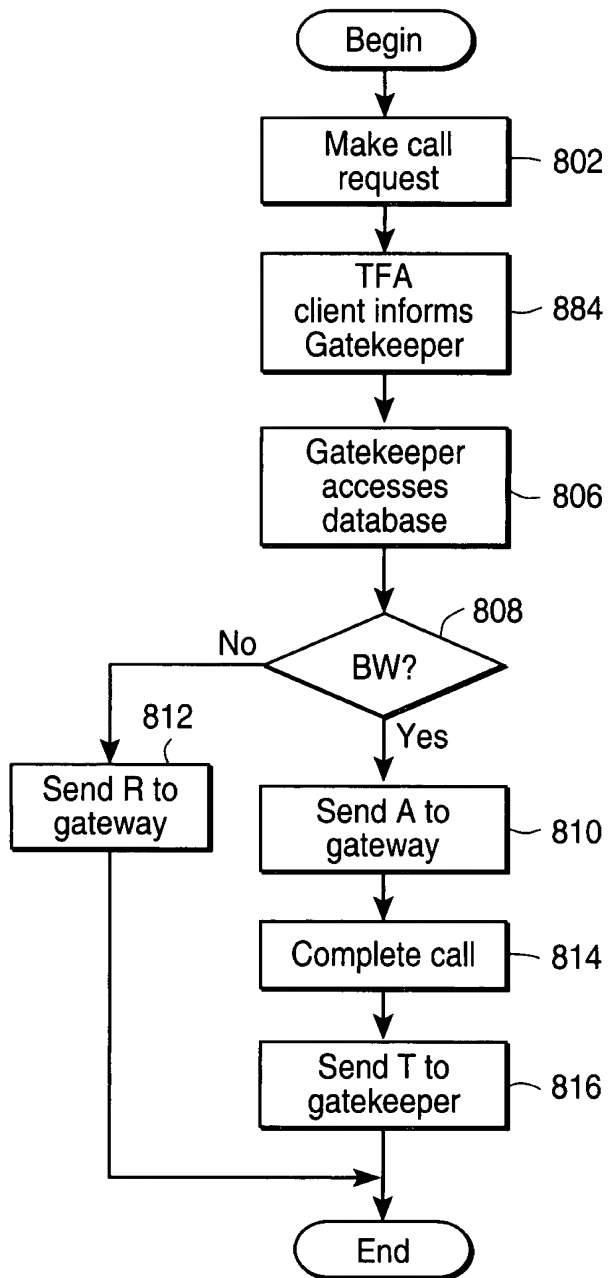 Begin
Make call
request
802
TFA
client informs
Gatekeeper
884
Gatekeeper
accesses
database
806
808
No
BW?
Yes
812
Send R to
gateway
Send A to
gateway
810
Complete call
814
Send T to
gatekeeper
816
End